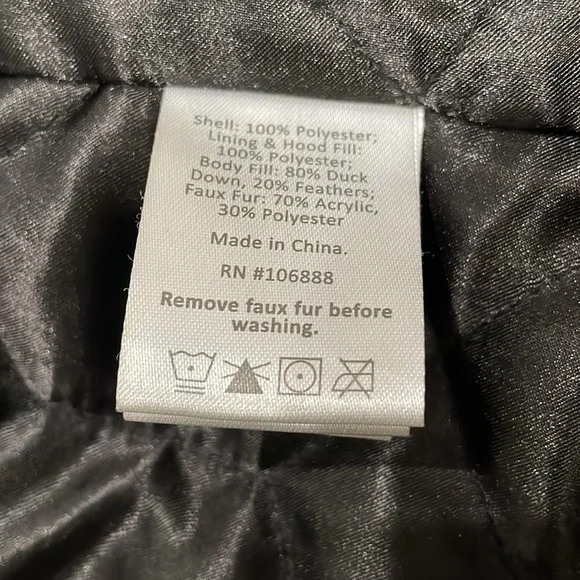 Shell: 100% Polyester;
Lining & Hood Fill:
100% Polyester;
Body Fill: 80% Duck
Down, 20% Feathers;
Faux Fur: 70% Acrylic,
30% Polyester
Made in China.
RN #106888
Remove faux fur before
washing.